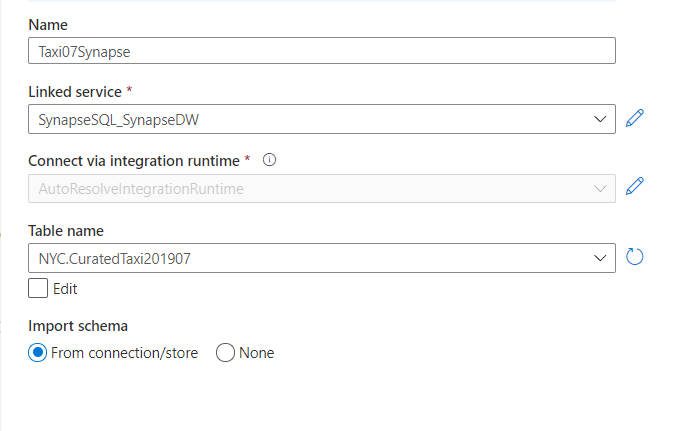 Name
Taxi07Synapse
Linked service *
SynapseSQL_SynapseDW
Connect via integration runtime *
AutoResolveIntegrationRuntime
Table name
NYC.CuratedTaxi201907
Edit
Import schema
From connection/store None